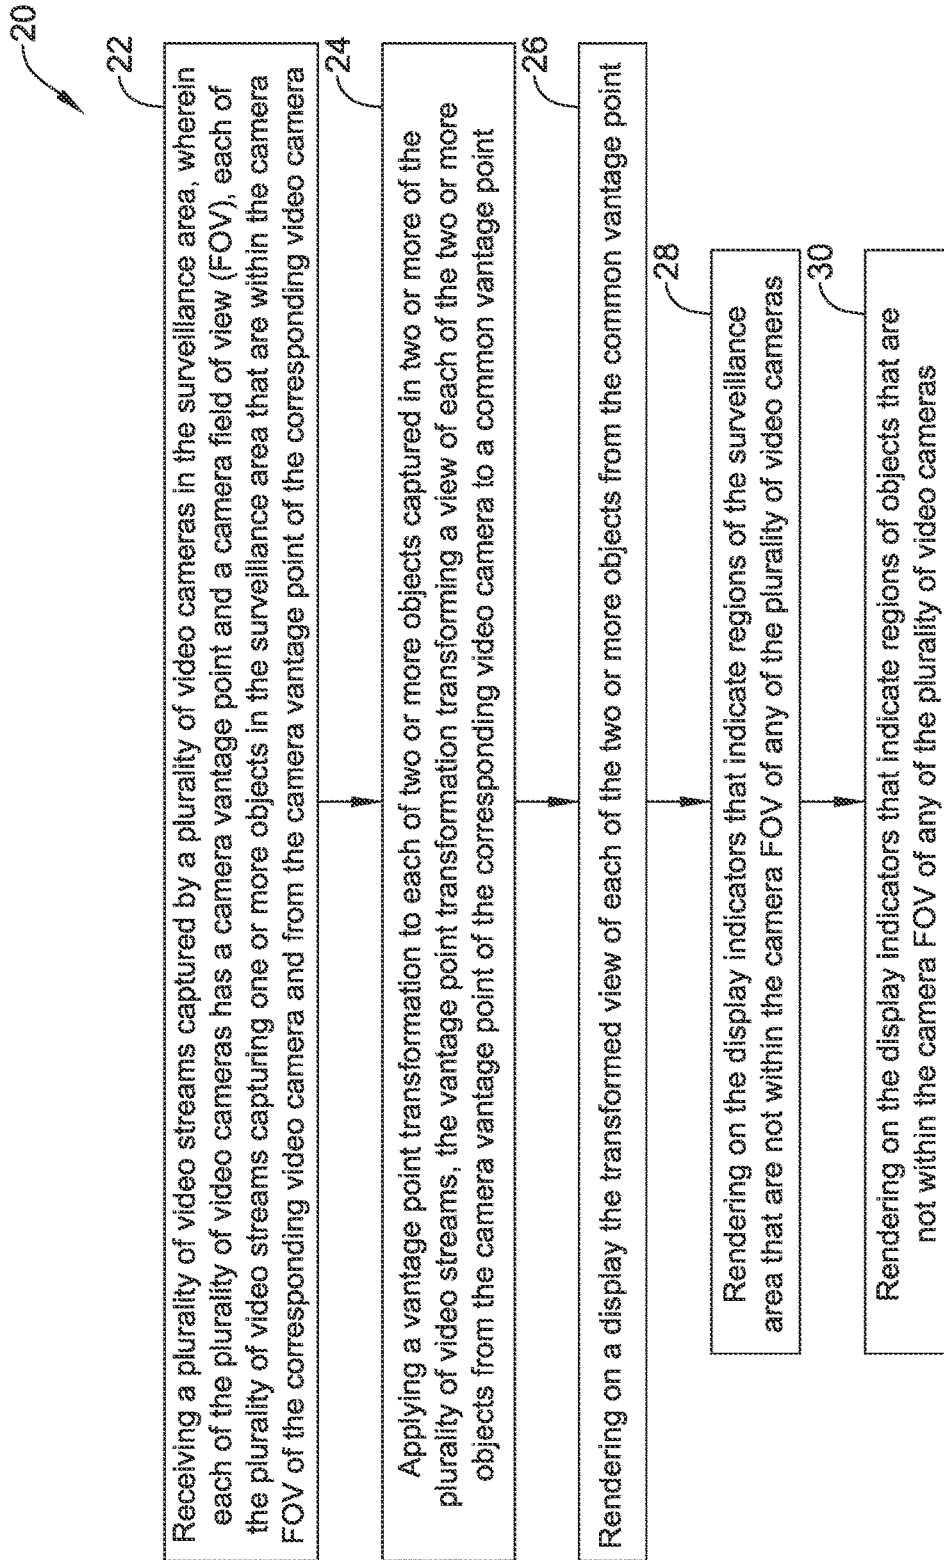 20
22
Receiving a plurality of video streams captured by a plurality of video cameras in the surveillance area, wherein
each of the plurality of video cameras has a camera vantage point and a camera field of view (FOV), each of
the plurality of video streams capturing one or more objects in the surveillance area that are within the camera
FOV of the corresponding video camera and from the camera vantage point of the corresponding video camera
24
Applying a vantage point transformation to each of two or more objects captured in two or more of the
plurality of video streams, the vantage point transformation transforming a view of each of the two or more
objects from the camera vantage point of the corresponding video camera to a common vantage point
26
Rendering on a display the transformed view of each of the two or more objects from the common vantage point
28
Rendering on the display indicators that indicate regions of the surveillance
area that are not within the camera FOV of any of the plurality of video cameras
30
Rendering on the display indicators that indicate regions of objects that are
not within the camera FOV of any of the plurality of video cameras